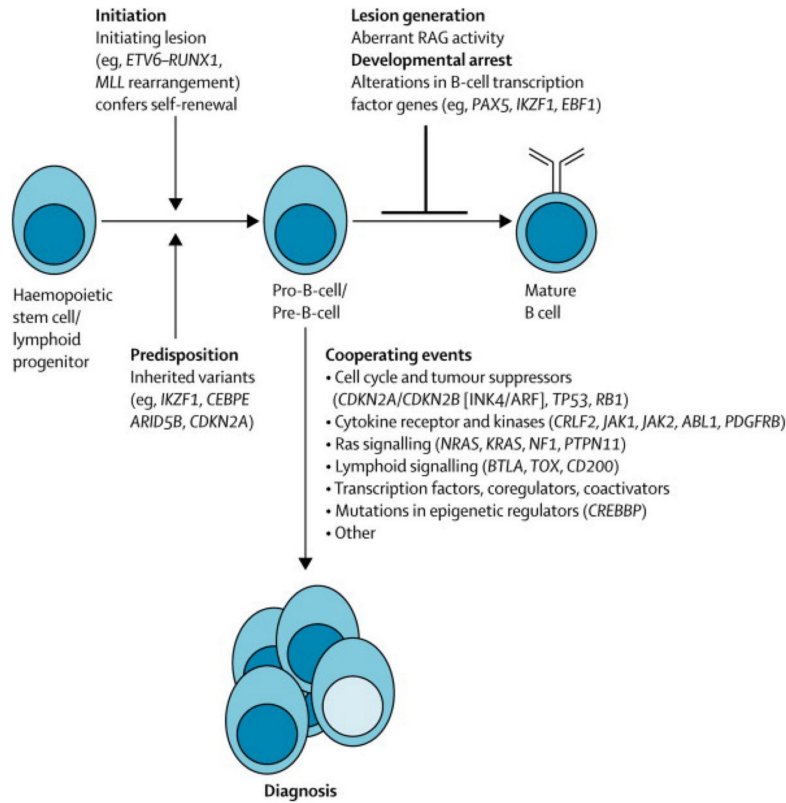 Initiation
Initiating lesion
(eg, ETV6–RUNX1,
MLL rearrangement)
confers self-renewal
Lesion generation
Aberrant RAG activity
Developmental arrest
Alterations in B-cell transcription
factor genes (eg, PAX5, IKZF1, EBF1)
Haemopoietic
stem cell/
lymphoid
progenitor
Pro-B-cell/
Pre-B-cell
Mature
B cell
Predisposition
Inherited variants
(eg, IKZF1, CEBPE
ARID5B, CDKN2A)
Cooperating events
• Cell cycle and tumour suppressors
(CDKN2A/CDKN2B [INK4/ARF], TP53, RB1)
• Cytokine receptor and kinases (CRLF2, JAK1, JAK2, ABL1, PDGFRB)
• Ras signalling (NRAS, KRAS, NF1, PTPN11)
• Lymphoid signalling (BTLA, TOX, CD200)
• Transcription factors, coregulators, coactivators
• Mutations in epigenetic regulators (CREBBP)
• Other
Diagnosis